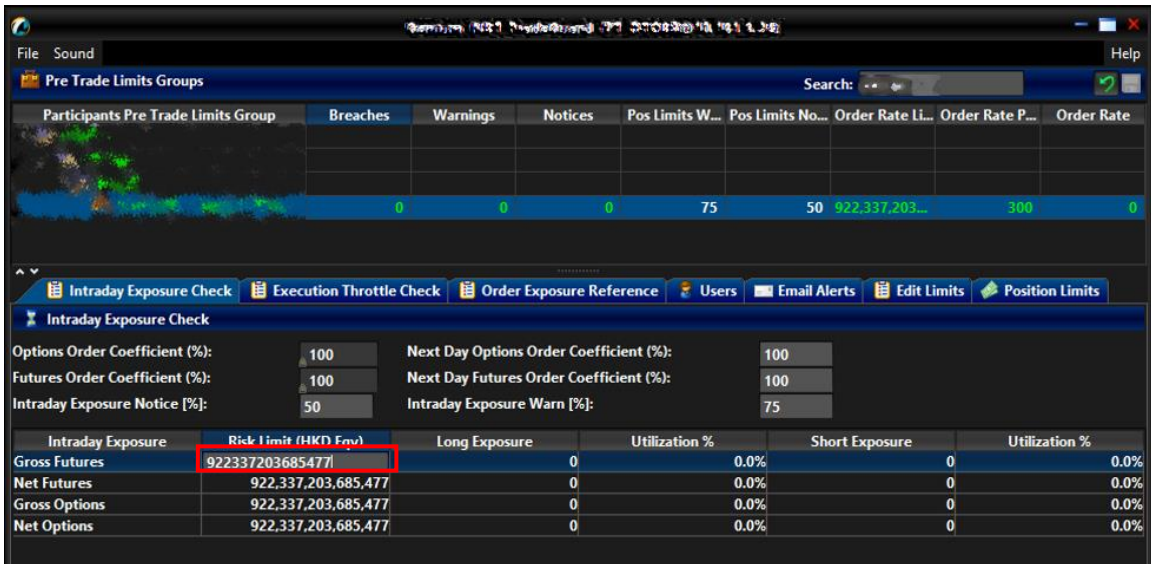 File Sound Help
Pre Trade Limits Groups Search:
Participants Pre Trade Limits Group Breaches Warnings Notices Pos Limits W... Pos Limits No... Order Rate Li... Order Rate P... Order Rate
0 0 0 75 50 922,337,203... 300 0
Intraday Exposure Check Execution Throttle Check Order Exposure Reference Users Email Alerts Edit Limits Position Limits
Intraday Exposure Check
Options Order Coefficient (%): 100 Next Day Options Order Coefficient (%): 100
Futures Order Coefficient (%): 100 Next Day Futures Order Coefficient (%): 100
Intraday Exposure Notice [%]: 50 Intraday Exposure Warn [%]: 75
Intraday Exposure Risk Limit (HKD Eqv) Long Exposure Utilization % Short Exposure Utilization %
Gross Futures 922337203685477 0 0.0% 0 0.0%
Net Futures 922,337,203,685,477 0 0.0% 0 0.0%
Gross Options 922,337,203,685,477 0 0.0% 0 0.0%
Net Options 922,337,203,685,477 0 0.0% 0 0.0%